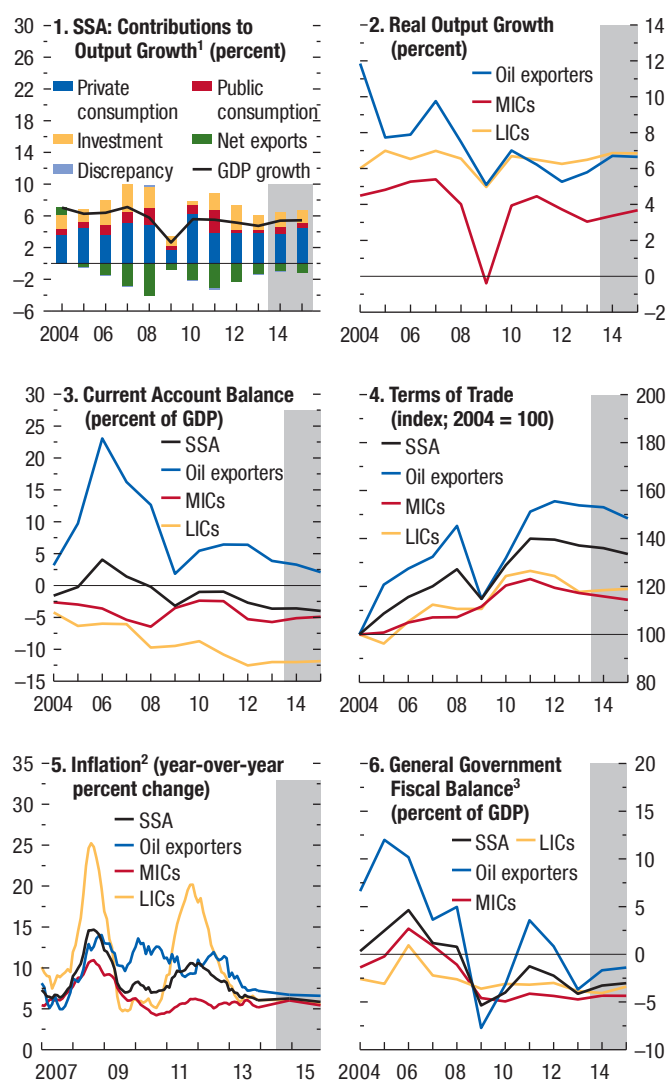 1. SSA: Contributions to
Output Growth¹ (percent)
Private consumption
Public consumption
Investment
Net exports
Discrepancy
GDP growth
30
26
22
18
14
10
6
2
–2
–6
2004 06 08 10 12 14
2. Real Output Growth
(percent)
Oil exporters
MICs
LICs
14
12
10
8
6
4
2
0
–2
2004 06 08 10 12 14
3. Current Account Balance
(percent of GDP)
SSA
Oil exporters
MICs
LICs
30
25
20
15
10
5
0
–5
–10
–15
2004 06 08 10 12 14
4. Terms of Trade
(index; 2004 = 100)
SSA
Oil exporters
MICs
LICs
200
180
160
140
120
100
80
2004 06 08 10 12 14
5. Inflation² (year-over-year
percent change)
SSA
Oil exporters
MICs
LICs
35
30
25
20
15
10
5
0
2007 09 11 13 15
6. General Government
Fiscal Balance³
(percent of GDP)
SSA LICs
Oil exporters
MICs
20
15
10
5
0
–5
–10
2004 06 08 10 12 14